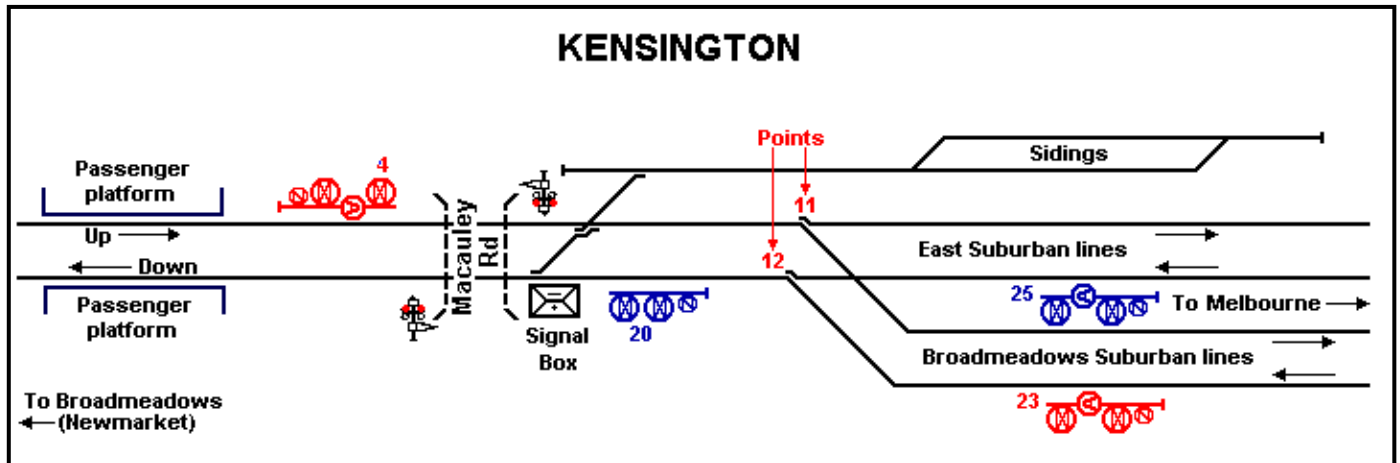 KENSINGTON
Passenger
platform
4
Points
Sidings
11
Up
Macauley
Rd
East Suburban lines
Down
12
Passenger
platform
25
To Melbourne
20
Signal
Box
Broadmeadows Suburban lines
To Broadmeadows
(Newmarket)
23
A
A
A